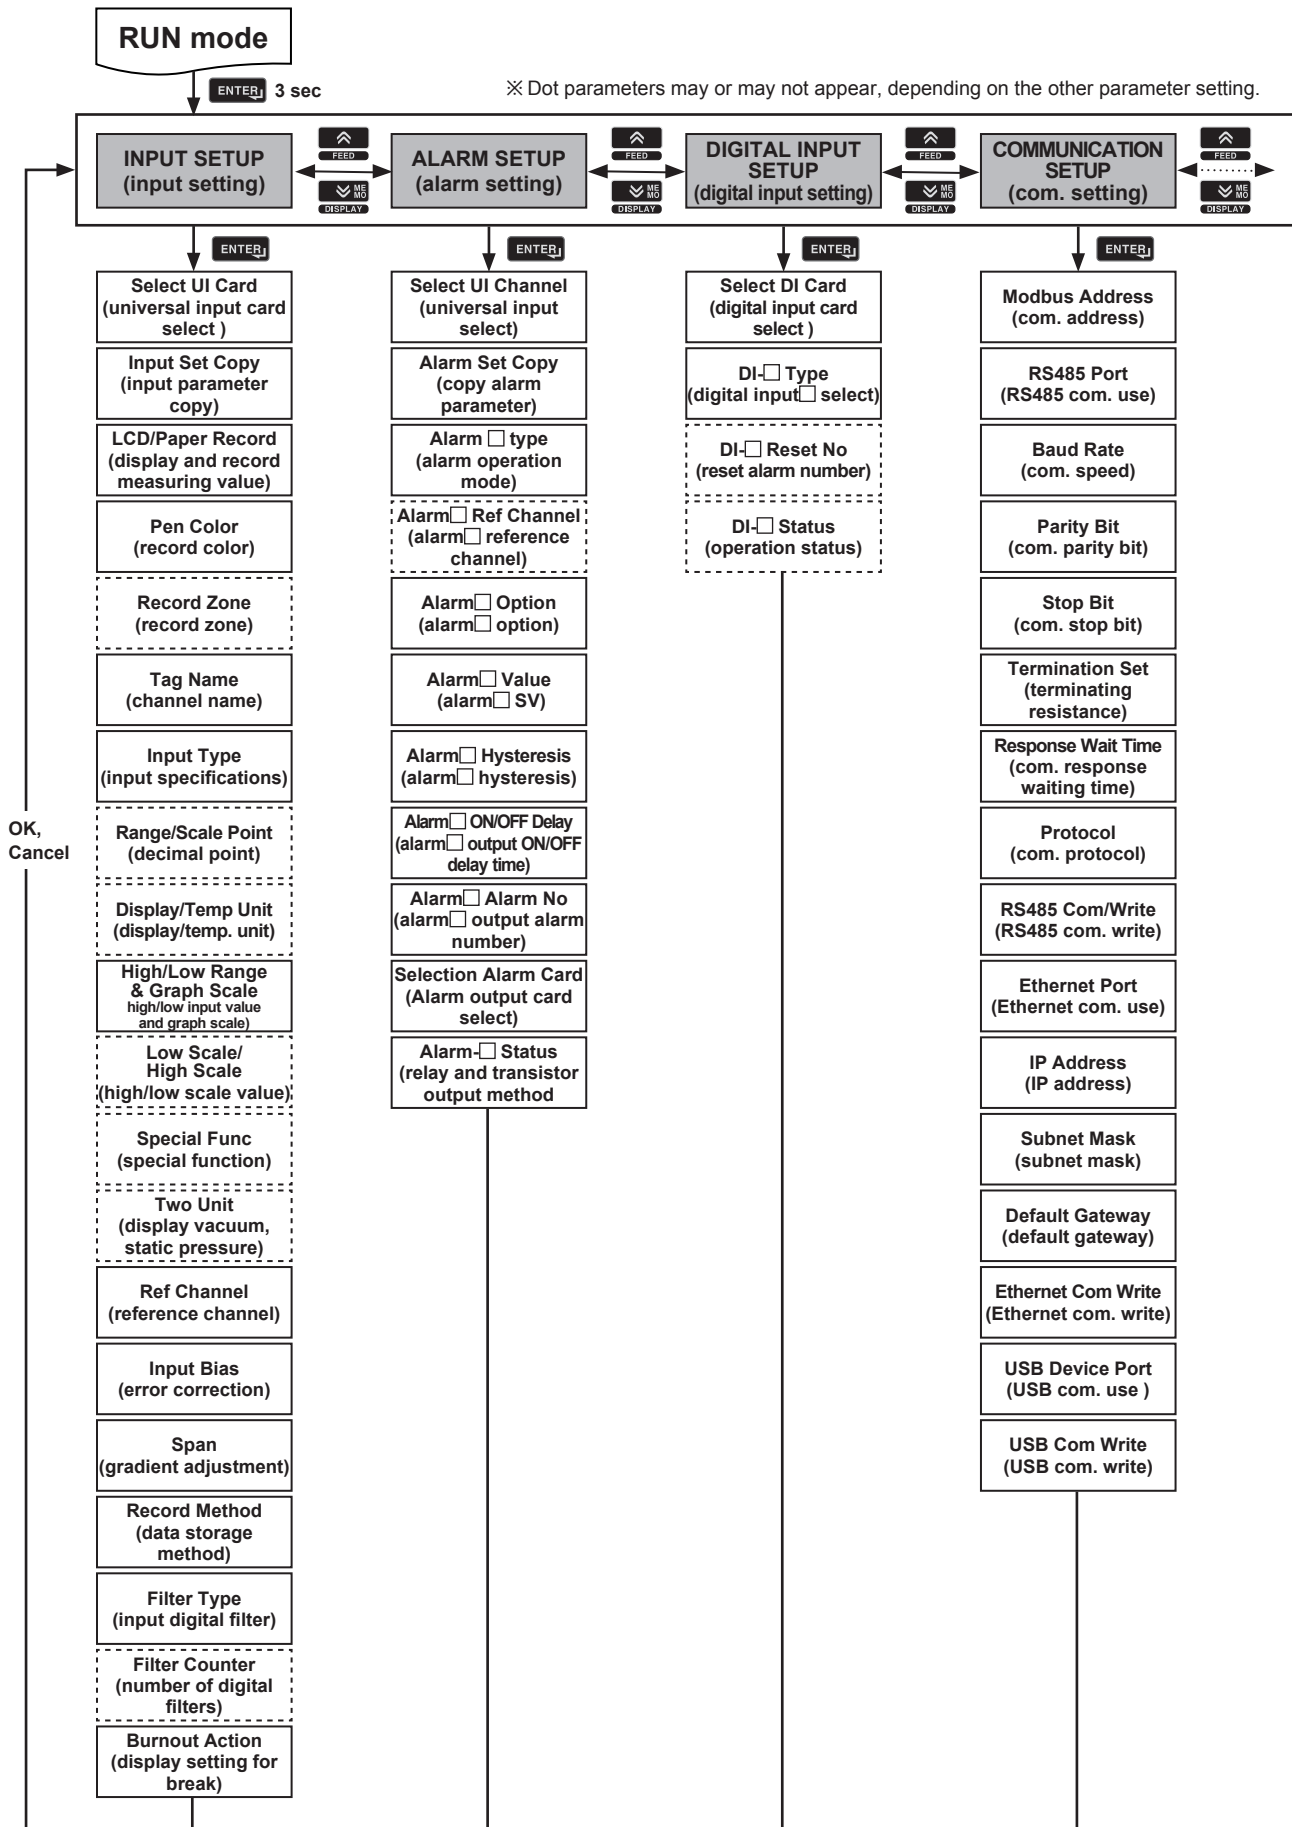 RUN mode
ENTER 3 sec
※ Dot parameters may or may not appear, depending on the other parameter setting.
INPUT SETUP
(input setting)
FEED
MEMO
DISPLAY
ALARM SETUP
(alarm setting)
FEED
MEMO
DISPLAY
DIGITAL INPUT
SETUP
(digital input setting)
FEED
MEMO
DISPLAY
COMMUNICATION
SETUP
(com. setting)
FEED
MEMO
DISPLAY
OK,
Cancel
ENTER
Select UI Card
(universal input card
select )
Input Set Copy
(input parameter
copy)
LCD/Paper Record
(display and record
measuring value)
Pen Color
(record color)
Record Zone
(record zone)
Tag Name
(channel name)
Input Type
(input specifications)
Range/Scale Point
(decimal point)
Display/Temp Unit
(display/temp. unit)
High/Low Range
& Graph Scale
high/low input value
and graph scale)
Low Scale/
High Scale
(high/low scale value)
Special Func
(special function)
Two Unit
(display vacuum,
static pressure)
Ref Channel
(reference channel)
Input Bias
(error correction)
Span
(gradient adjustment)
Record Method
(data storage
method)
Filter Type
(input digital filter)
Filter Counter
(number of digital
filters)
Burnout Action
(display setting for
break)
ENTER
Select UI Channel
(universal input
select)
Alarm Set Copy
(copy alarm
parameter)
Alarm □ type
(alarm operation
mode)
Alarm□ Ref Channel
(alarm□ reference
channel)
Alarm□ Option
(alarm□ option)
Alarm□ Value
(alarm□ SV)
Alarm□ Hysteresis
(alarm□ hysteresis)
Alarm□ ON/OFF Delay
(alarm□ output ON/OFF
delay time)
Alarm□ Alarm No
(alarm□ output alarm
number)
Selection Alarm Card
(Alarm output card
select)
Alarm-□ Status
(relay and transistor
output method
ENTER
Select DI Card
(digital input card
select )
DI-□ Type
(digital input□ select)
DI-□ Reset No
(reset alarm number)
DI-□ Status
(operation status)
ENTER
Modbus Address
(com. address)
RS485 Port
(RS485 com. use)
Baud Rate
(com. speed)
Parity Bit
(com. parity bit)
Stop Bit
(com. stop bit)
Termination Set
(terminating
resistance)
Response Wait Time
(com. response
waiting time)
Protocol
(com. protocol)
RS485 Com/Write
(RS485 com. write)
Ethernet Port
(Ethernet com. use)
IP Address
(IP address)
Subnet Mask
(subnet mask)
Default Gateway
(default gateway)
Ethernet Com Write
(Ethernet com. write)
USB Device Port
(USB com. use )
USB Com Write
(USB com. write)